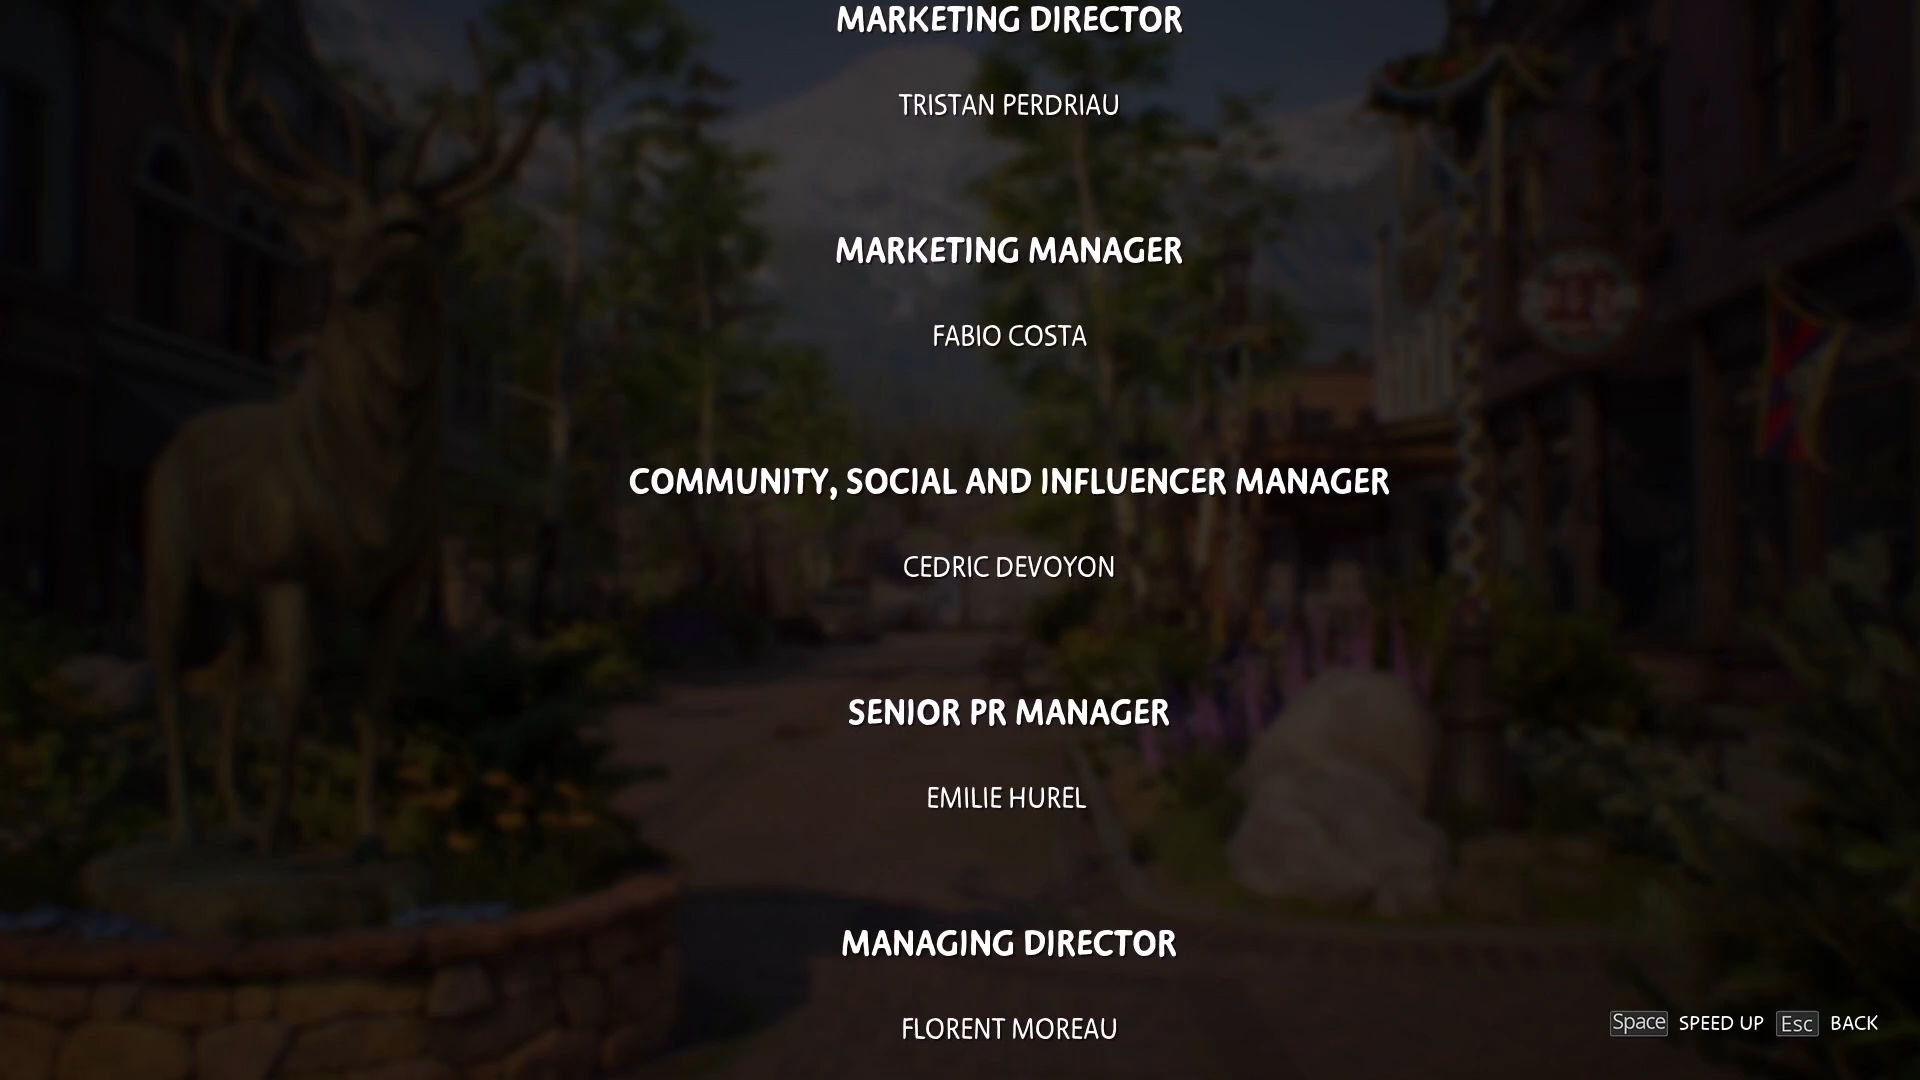 MARKETING DIRECTOR
TRISTAN PERDRIAU
MARKETING MANAGER
FABIO COSTA
COMMUNITY, SOCIAL AND INFLUENCER MANAGER
CEDRIC DEVOYON
SENIOR PR MANAGER
EMILIE HUREL
MANAGING DIRECTOR
FLORENT MOREAU
Space SPEED UP Esc BACK